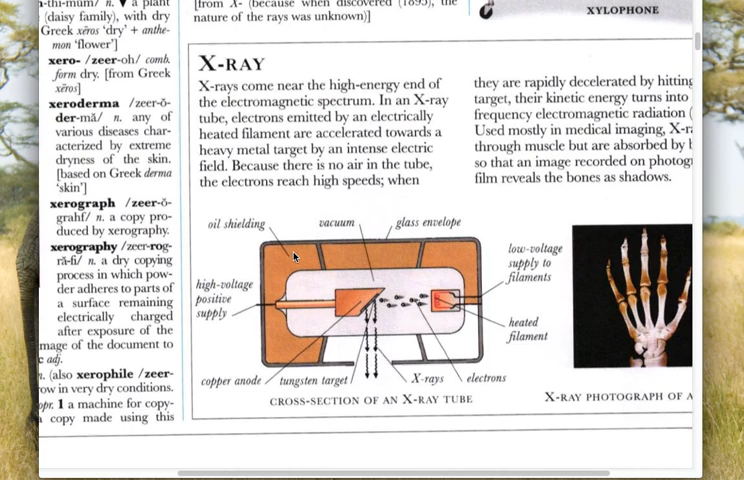 -thi-mum/ n. ▼ a plant
(daisy family), with dry
Greek xēros ‘dry’ + anthe-
mon ‘flower’]
xero- /zeer-oh/ comb.
form dry. [from Greek
xēros]
xeroderma /zeer-ŏ-
der-mă/ n. any of
various diseases char-
acterized by extreme
dryness of the skin.
[based on Greek derma
‘skin’]
xerograph /zeer-ŏ-
grahf/ n. a copy pro-
duced by xerography.
xerography /zeer-rog-
ră-fi/ n. a dry copying
process in which pow-
der adheres to parts of
a surface remaining
electrically charged
after exposure of the
mage of the document to
c adj.
n. (also xerophile /zeer-
row in very dry conditions.
opr. 1 a machine for copy-
a copy made using this
[from X- (because when discovered (1895), the
nature of the rays was unknown)]
XYLOPHONE
X-RAY
X-rays come near the high-energy end of
the electromagnetic spectrum. In an X-ray
tube, electrons emitted by an electrically
heated filament are accelerated towards a
heavy metal target by an intense electric
field. Because there is no air in the tube,
the electrons reach high speeds; when
they are rapidly decelerated by hitting
target, their kinetic energy turns into
frequency electromagnetic radiation (
Used mostly in medical imaging, X-ra
through muscle but are absorbed by b
so that an image recorded on photog
film reveals the bones as shadows.
oil shielding
vacuum
glass envelope
high-voltage
positive
supply
low-voltage
supply to
filaments
heated
filament
copper anode
tungsten target
X-rays
electrons
CROSS-SECTION OF AN X-RAY TUBE
X-RAY PHOTOGRAPH OF A